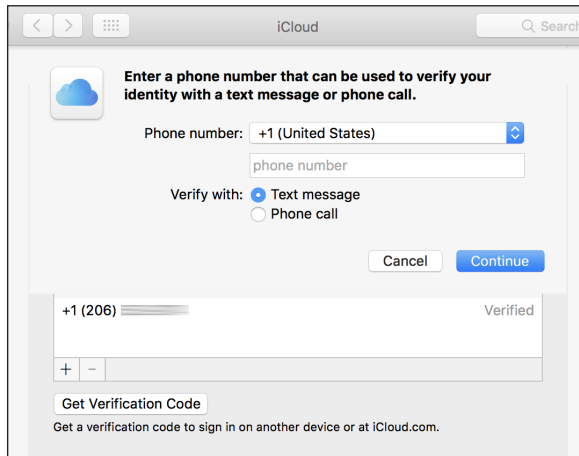 iCloud
Search
Enter a phone number that can be used to verify your
identity with a text message or phone call.
Phone number: +1 (United States)
phone number
Verify with: Text message
Phone call
Cancel Continue
+1 (206) Verified
+ −
Get Verification Code
Get a verification code to sign in on another device or at iCloud.com.